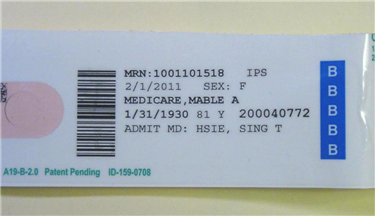 MRN:1001101518 IPS
2/1/2011 SEX: F
MEDICARE,MABLE A
1/31/1930 81 Y 200040772
ADMIT MD: HSIE, SING T
B
B
B
B
B
A19-B-2.0 Patent Pending ID-159-0708